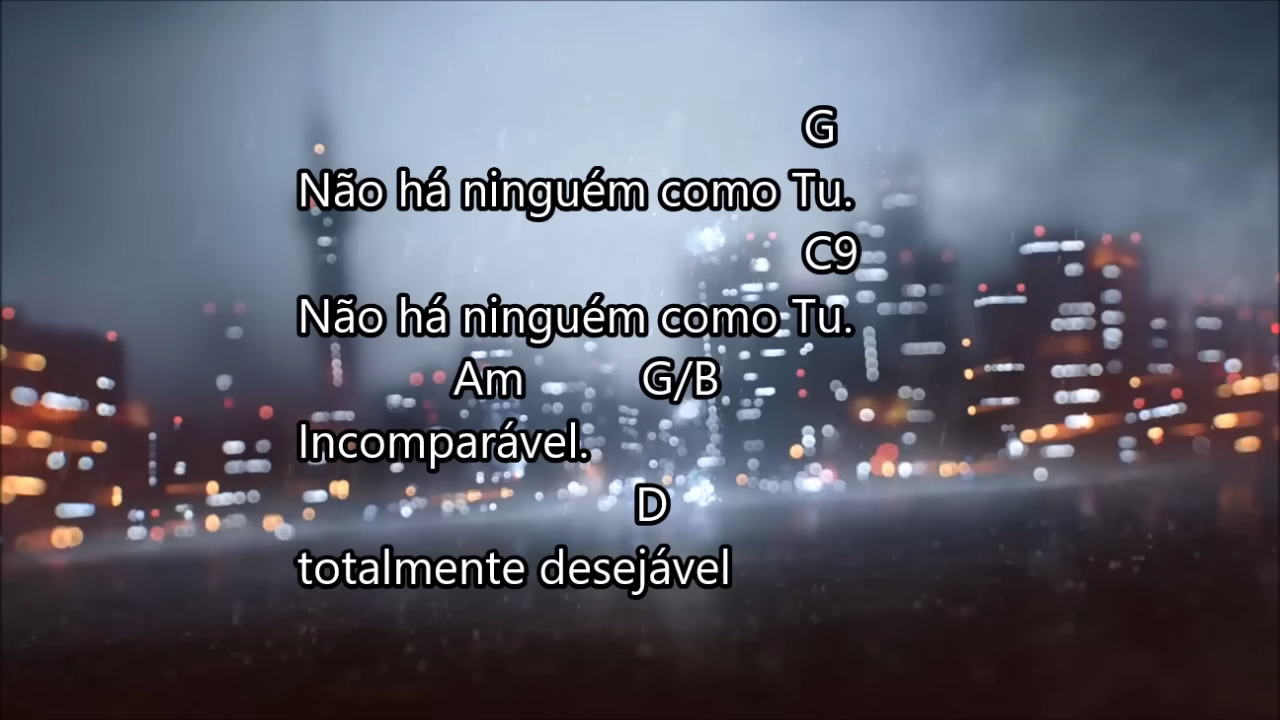 G
Não há ninguém como Tu.
C9
Não há ninguém como Tu.
Am G/B
Incomparável.
D
totalmente desejável